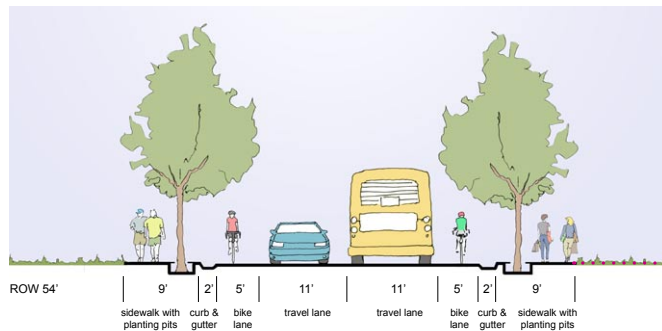 ROW 54’ 9’ 2’ 5’ 11’ 11’ 5’ 2’ 9’
sidewalk with curb & bike travel lane travel lane bike curb & sidewalk with
planting pits gutter lane lane gutter planting pits